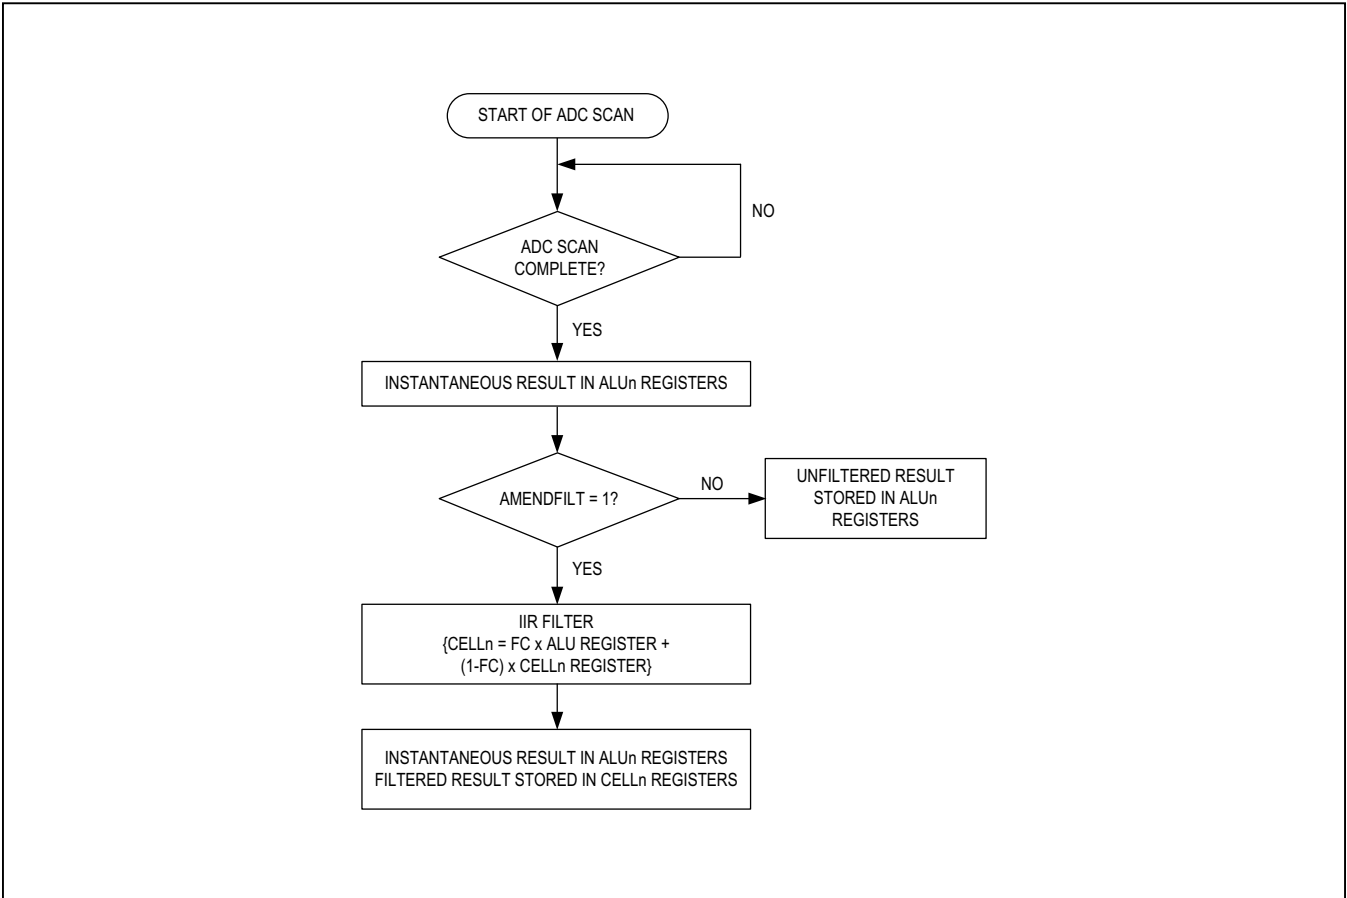 START OF ADC SCAN
NO
ADC SCAN
COMPLETE?
YES
INSTANTANEOUS RESULT IN ALUn REGISTERS
AMENDFILT = 1?
NO
UNFILTERED RESULT
STORED IN ALUn
REGISTERS
YES
IIR FILTER
{CELLn = FC x ALU REGISTER +
(1-FC) x CELLn REGISTER}
INSTANTANEOUS RESULT IN ALUn REGISTERS
FILTERED RESULT STORED IN CELLn REGISTERS